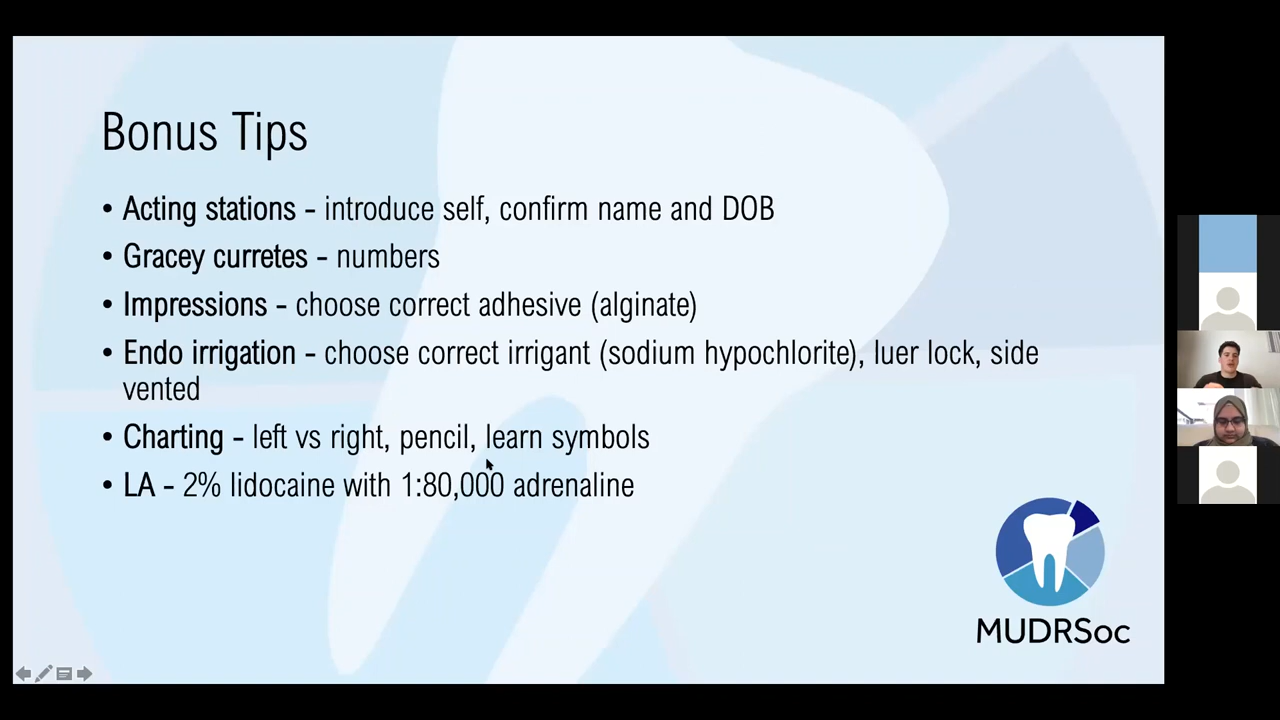 Bonus Tips
• Acting stations - introduce self, confirm name and DOB
• Gracey curretes - numbers
• Impressions - choose correct adhesive (alginate)
• Endo irrigation - choose correct irrigant (sodium hypochlorite), luer lock, side
vented
• Charting - left vs right, pencil, learn symbols
• LA - 2% lidocaine with 1:80,000 adrenaline
MUDRSoc